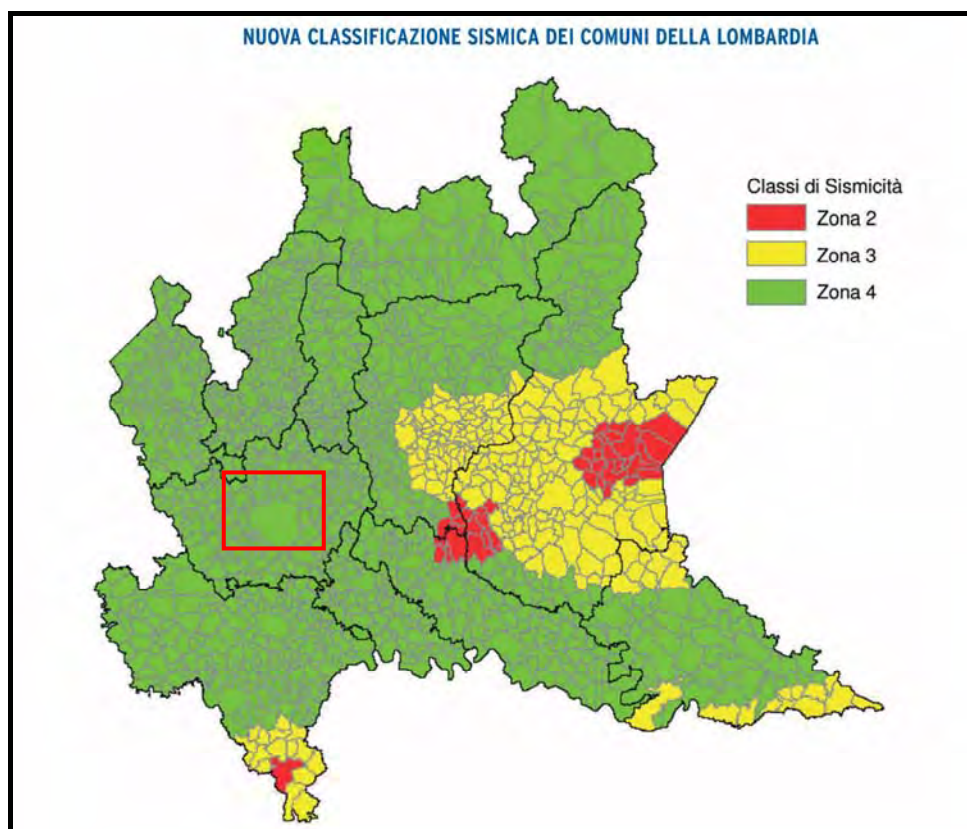 NUOVA CLASSIFICAZIONE SISMICA DEI COMUNI DELLA LOMBARDIA
Classi di Sismicità
Zona 2
Zona 3
Zona 4